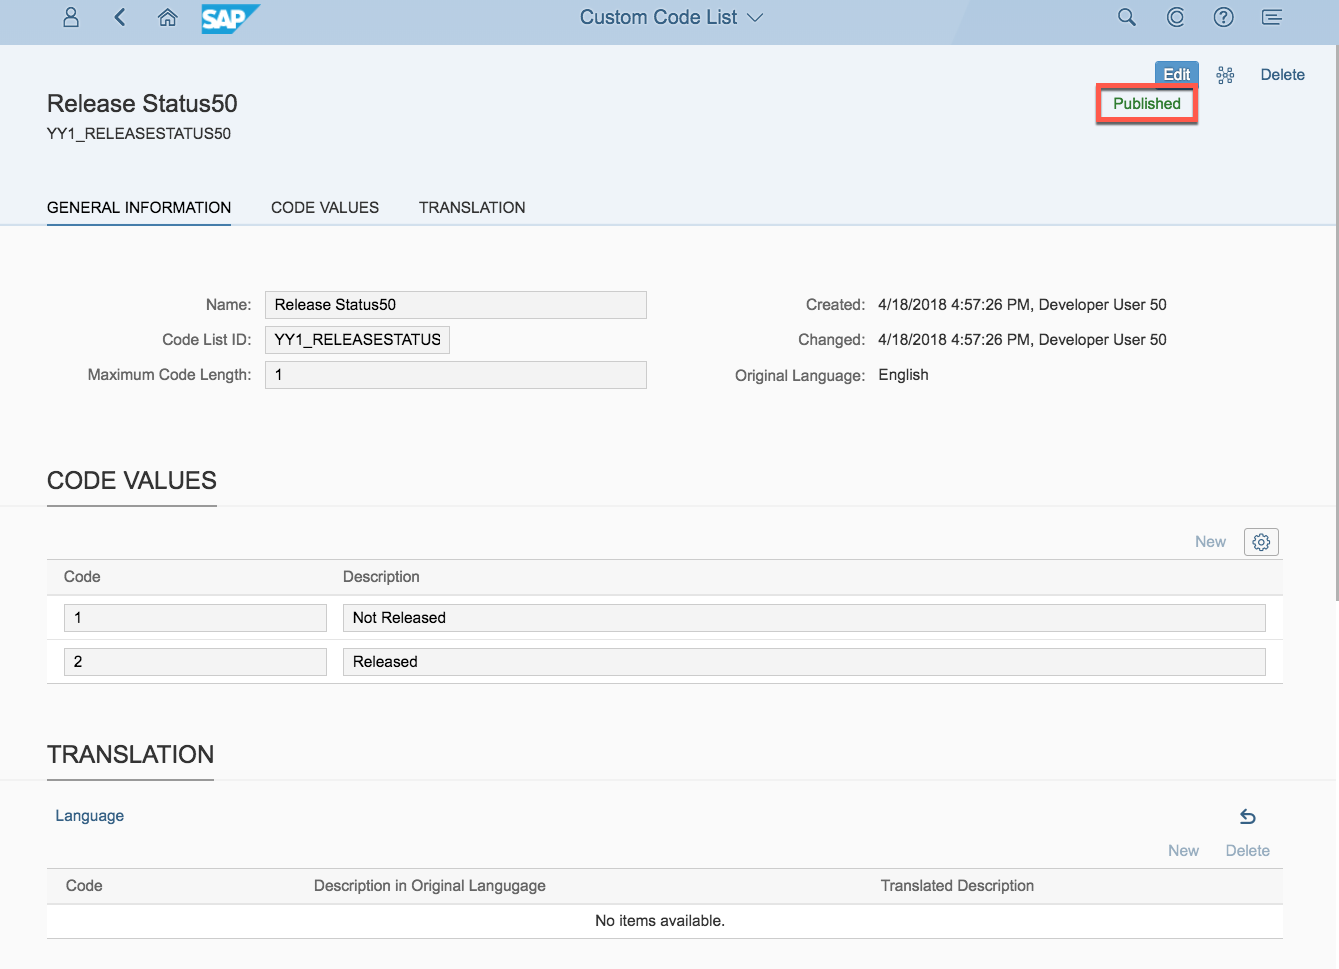 SAP
Custom Code List
Edit
Delete
Published
Release Status50
YY1_RELEASESTATUS50
GENERAL INFORMATION CODE VALUES TRANSLATION
Name: Release Status50
Code List ID: YY1_RELEASESTATUS
Maximum Code Length: 1
Created: 4/18/2018 4:57:26 PM, Developer User 50
Changed: 4/18/2018 4:57:26 PM, Developer User 50
Original Language: English
CODE VALUES
New
Code Description
1 Not Released
2 Released
TRANSLATION
Language
New Delete
Code Description in Original Langugage Translated Description
No items available.